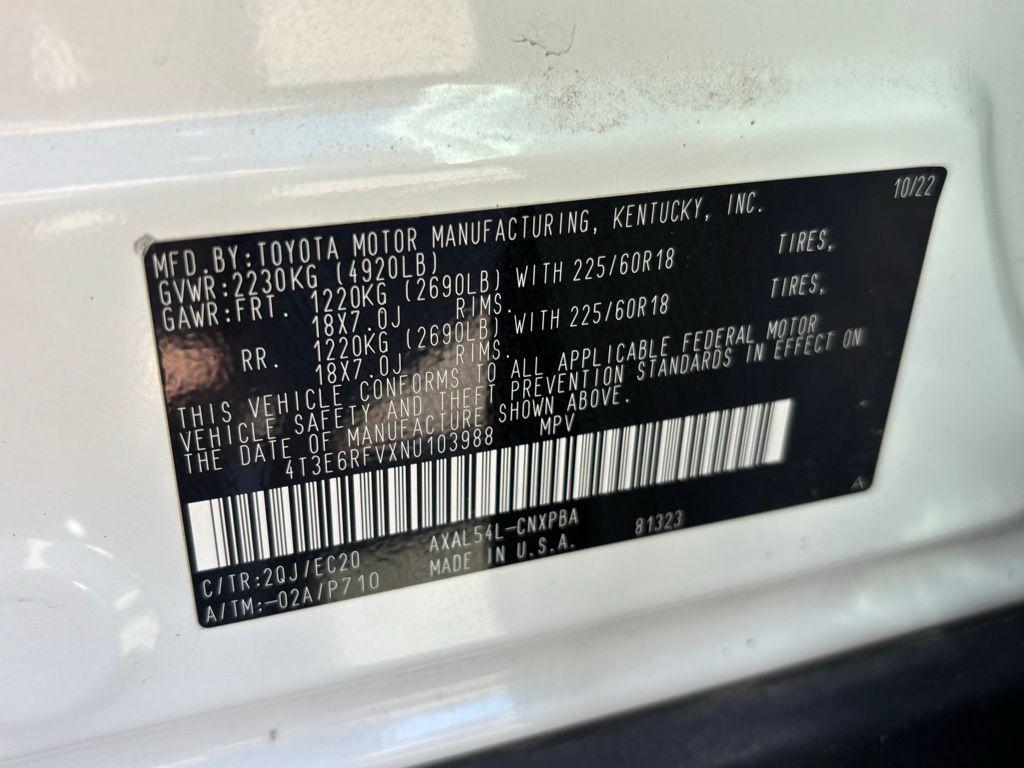 10/22
MFD.BY:TOYOTA MOTOR MANUFACTURING, KENTUCKY, INC.
GVWR:2230KG (4920LB)
GAWR:FRT. 1220KG (2690LB) WITH 225/60R18 TIRES,
18X7.0J RIMS.
RR. 1220KG (2690LB) WITH 225/60R18 TIRES,
18X7.0J RIMS.
THIS VEHICLE CONFORMS TO ALL APPLICABLE FEDERAL MOTOR
VEHICLE SAFETY AND THEFT PREVENTION STANDARDS IN EFFECT ON
THE DATE OF MANUFACTURE SHOWN ABOVE.
4T3E6RFVXNU103988 MPV
C/TR:2QJ/EC20 AXAL54L-CNXPBA 81323
A/TM:-02A/P710 MADE IN U.S.A.
A